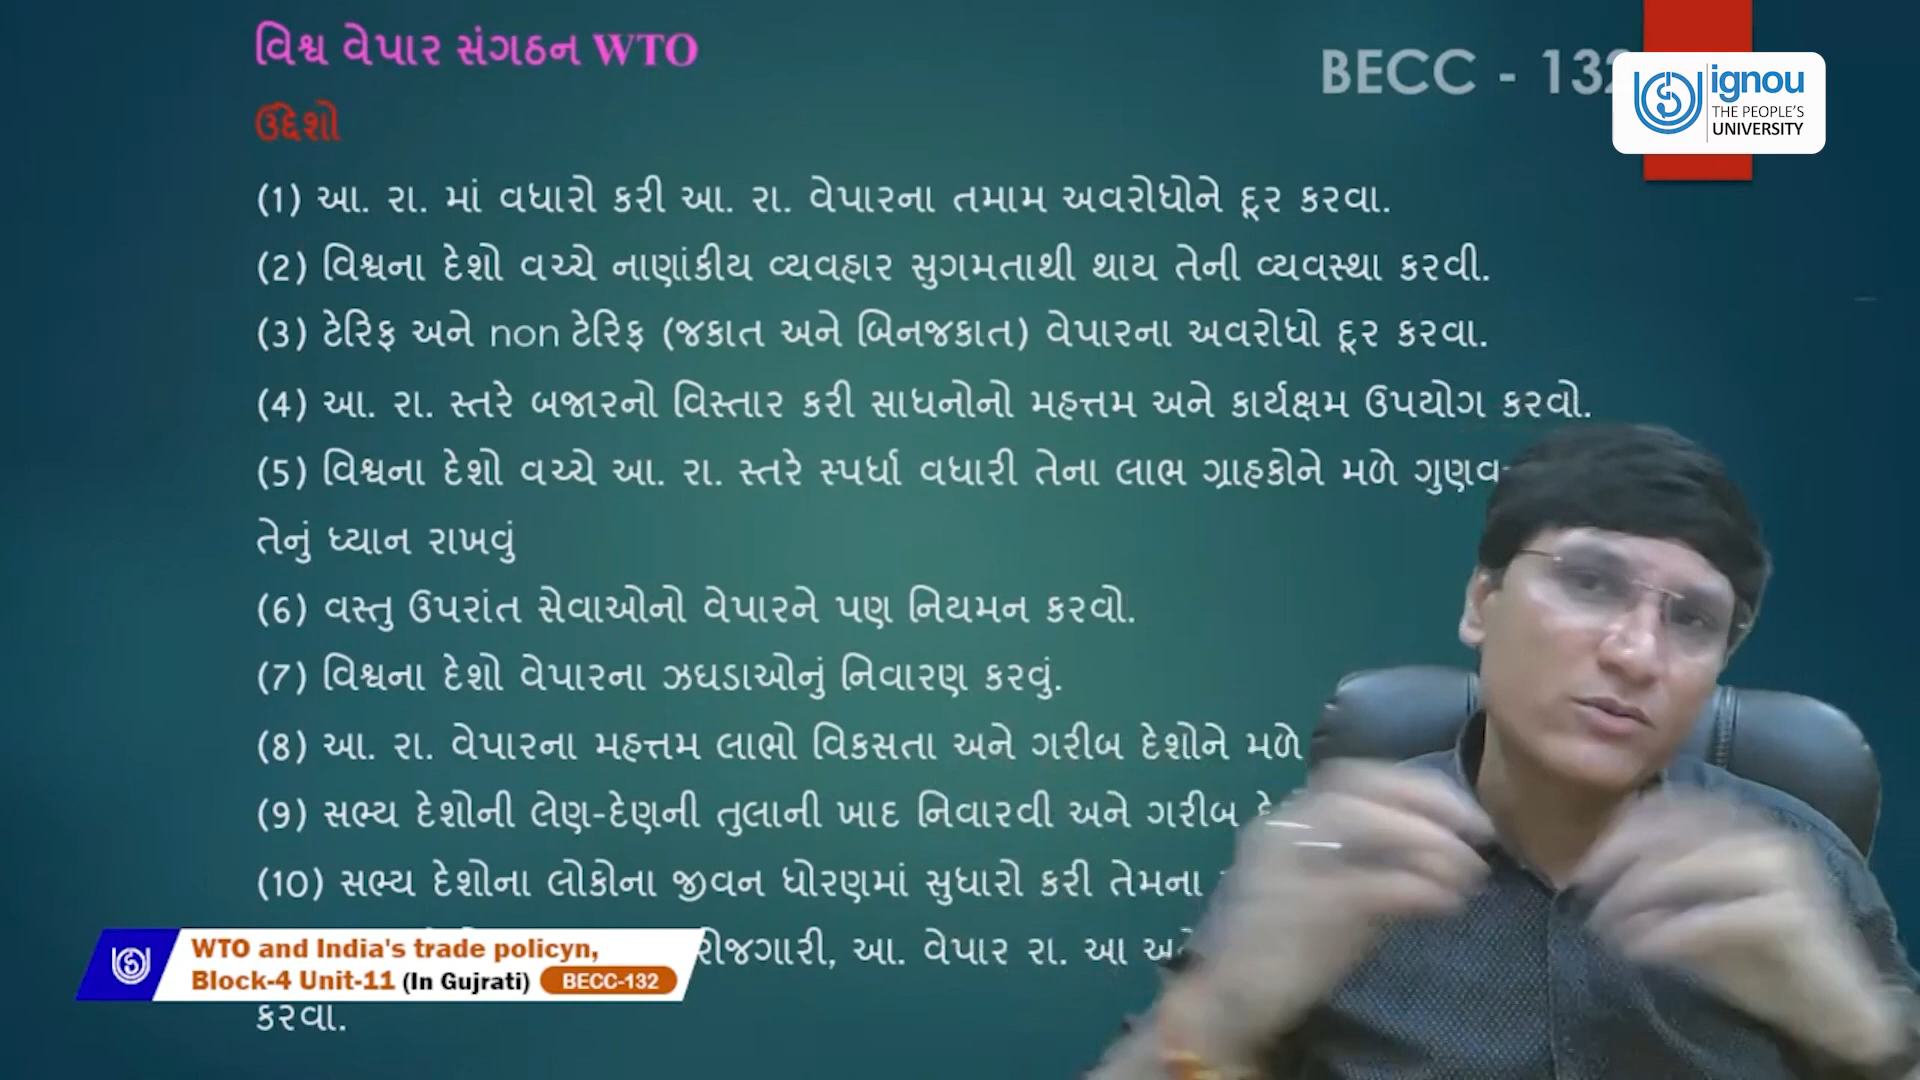 વિશ્વ વેપાર સંગઠન WTO
BECC - 132
ignou
THE PEOPLE'S
UNIVERSITY
ઉદ્દેશો
(1) આ. રા. માં વધારો કરી આ. રા. વેપારના તમામ અવરોધોને દૂર કરવા.
(2) વિશ્વના દેશો વચ્ચે નાણાંકીય વ્યવહાર સુગમતાથી થાય તેની વ્યવસ્થા કરવી.
(3) ટેરિફ અને non ટેરિફ (જકાત અને બિનજકાત) વેપારના અવરોધો દૂર કરવા.
(4) આ. રા. સ્તરે બજારનો વિસ્તાર કરી સાધનોનો મહત્તમ અને કાર્યક્ષમ ઉપયોગ કરવો.
(5) વિશ્વના દેશો વચ્ચે આ. રા. સ્તરે સ્પર્ધા વધારી તેના લાભ ગ્રાહકોને મળે
તેનું ધ્યાન રાખવું
(6) વસ્તુ ઉપરાંત સેવાઓનો વેપારને પણ નિયમન કરવો.
(7) વિશ્વના દેશો વેપારના ઝઘડાઓનું નિવારણ કરવું.
(8) આ. રા. વેપારના મહત્તમ લાભો વિકસતા અને ગરીબ દેશોને મળે
(9) સભ્ય દેશોની લેણ-દેણની તુલાની ખાદ નિવારવી અને ગરીબ
(10) સભ્ય દેશોના લોકોના જીવન ધોરણમાં સુધારો કરી તેમના
આ. વેપાર રા. આ
કરવા.
WTO and India's trade policyn,
Block-4 Unit-11 (In Gujrati) BECC-132